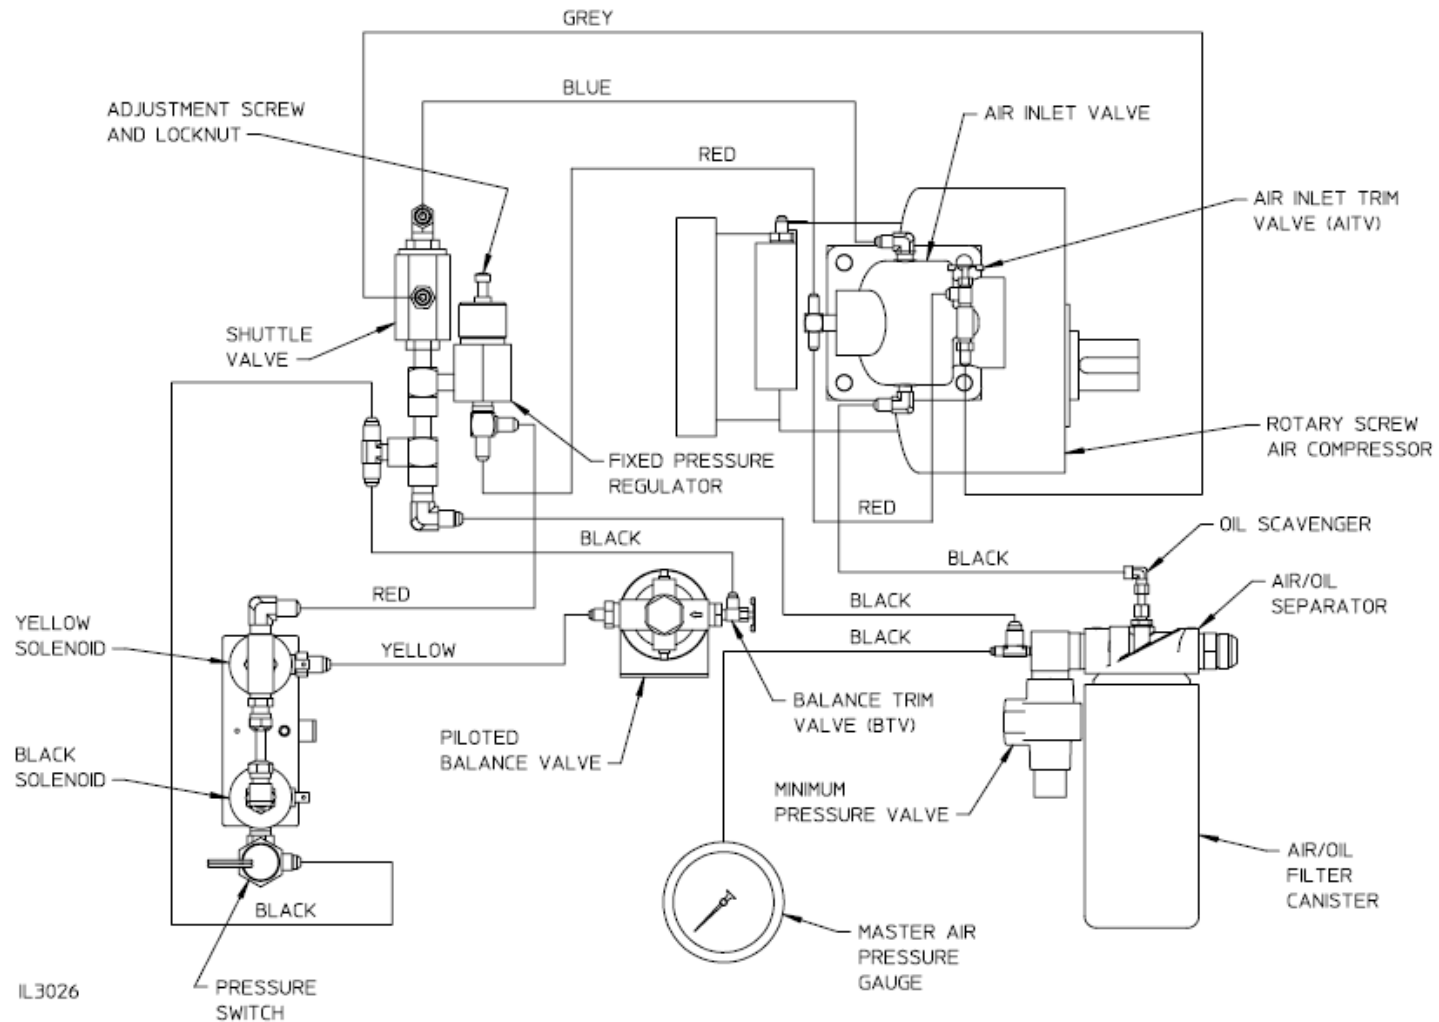 GREY
BLUE
ADJUSTMENT SCREW
AND LOCKNUT
AIR INLET VALVE
RED
AIR INLET TRIM
VALVE (AITV)
SHUTTLE
VALVE
ROTARY SCREW
AIR COMPRESSOR
FIXED PRESSURE
REGULATOR
RED
OIL SCAVENGER
BLACK
BLACK
AIR/OIL
SEPARATOR
RED
BLACK
YELLOW
SOLENOID
BLACK
YELLOW
BALANCE TRIM
VALVE (BTV)
PILOTED
BALANCE VALVE
BLACK
SOLENOID
MINIMUM
PRESSURE VALVE
AIR/OIL
FILTER
CANISTER
BLACK
MASTER AIR
PRESSURE
GAUGE
IL3026
PRESSURE
SWITCH